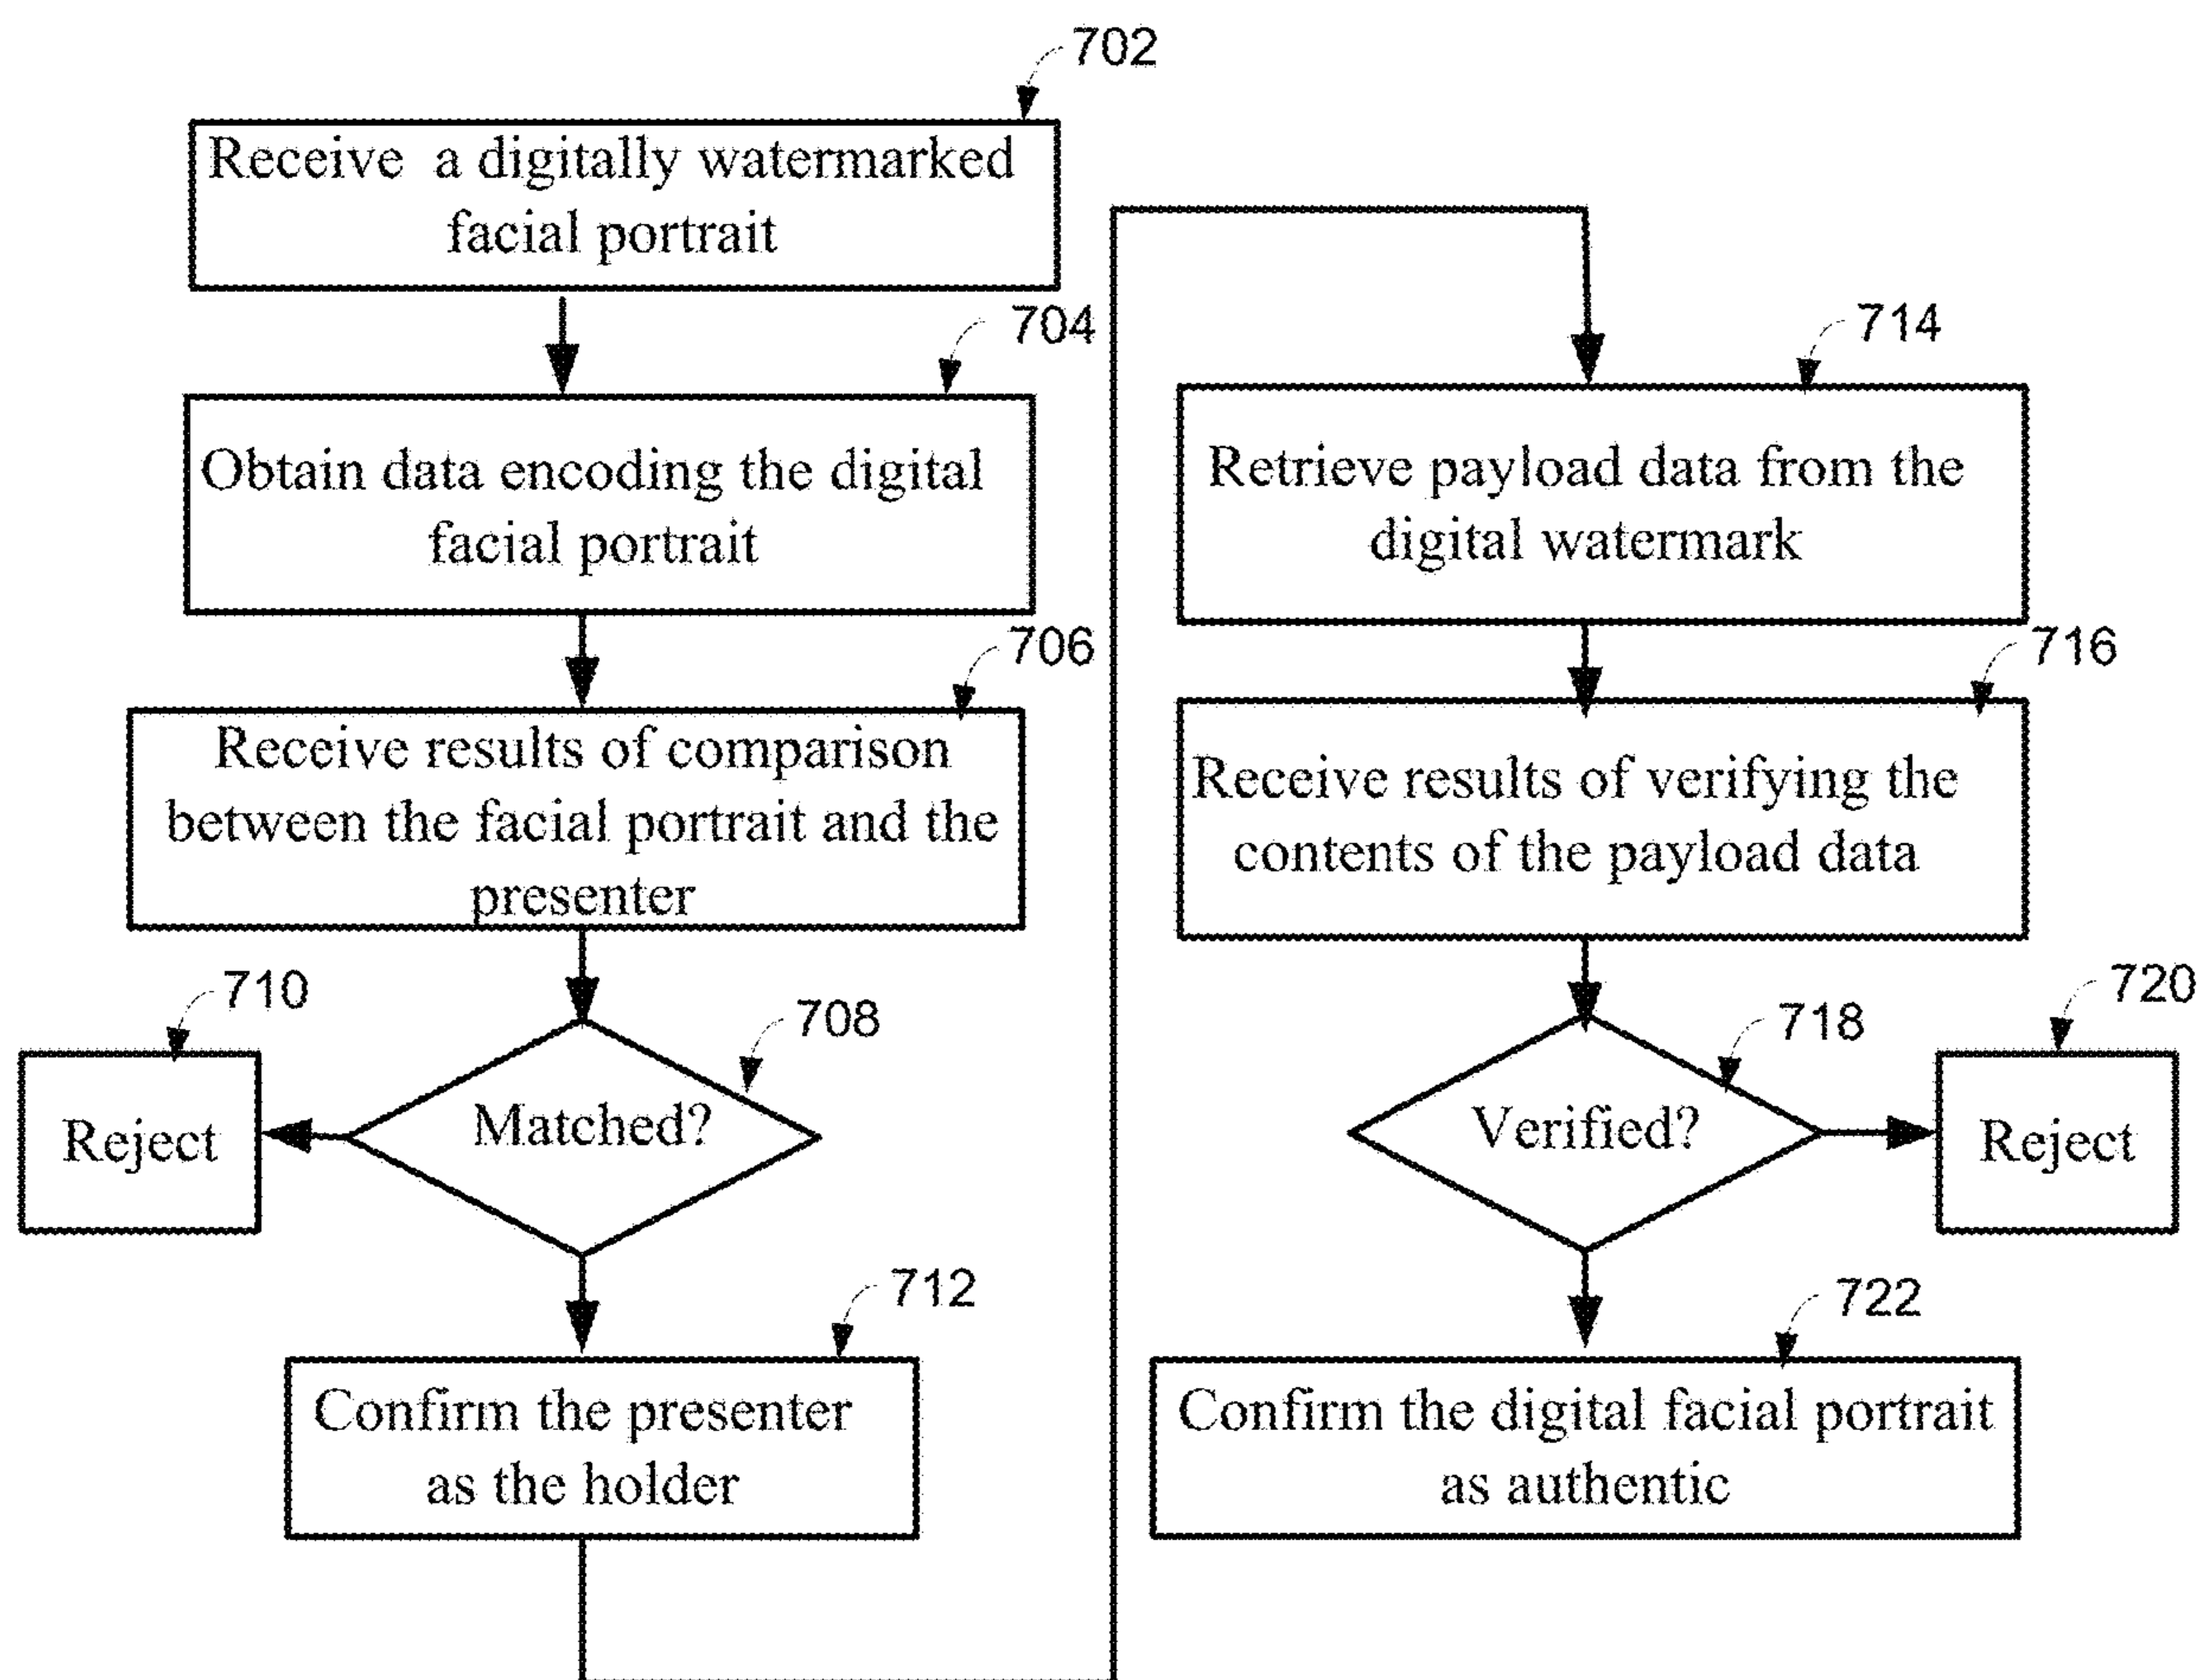 702
Receive a digitally watermarked
facial portrait
704
Obtain data encoding the digital
facial portrait
706
Receive results of comparison
between the facial portrait and the
presenter
708
Matched?
710
Reject
712
Confirm the presenter
as the holder
714
Retrieve payload data from the
digital watermark
716
Receive results of verifying the
contents of the payload data
718
Verified?
720
Reject
722
Confirm the digital facial portrait
as authentic